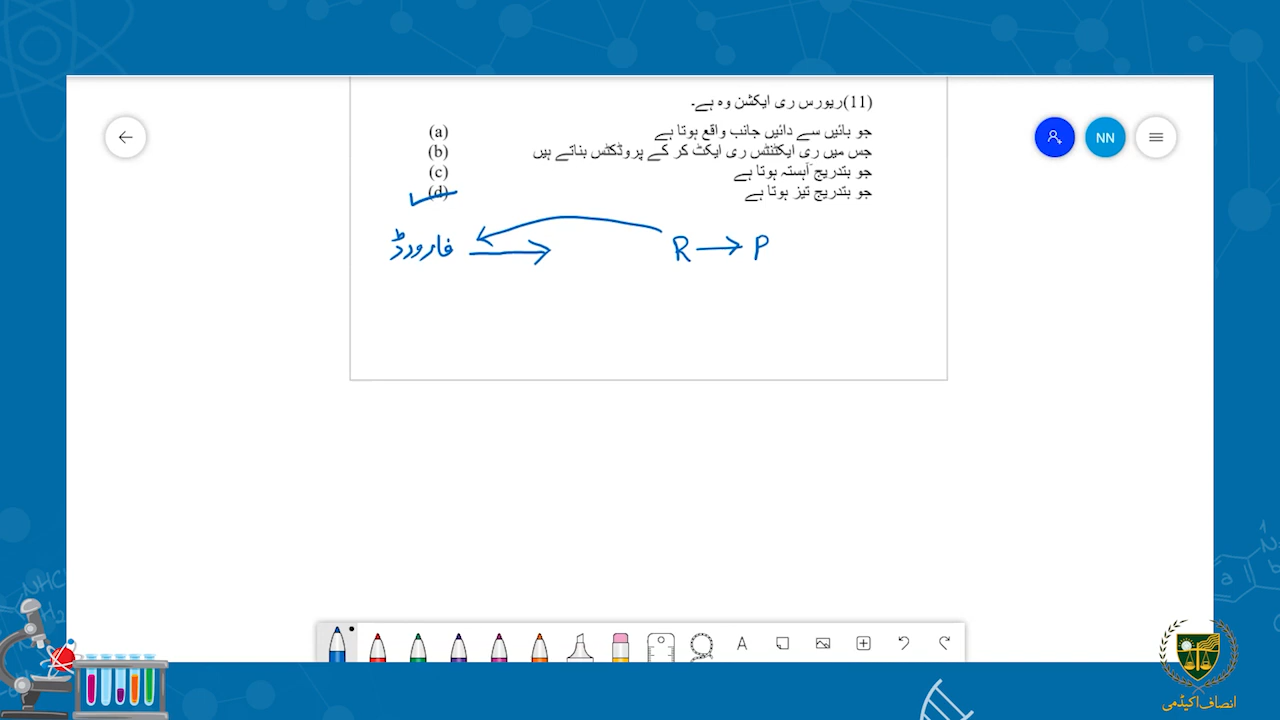 (11)ریورس ری ایکشن وہ ہے۔
جو بائیں سے دائیں جانب واقع ہوتا ہے (a)
جس میں ری ایکٹنٹس ری ایکٹ کر کے پروڈکٹس بناتے ہیں (b)
جو بتدریج آہستہ ہوتا ہے (c)
جو بتدریج تیز ہوتا ہے (d)
فارورڈ R → P
NN
A
انصاف اکیڈمی